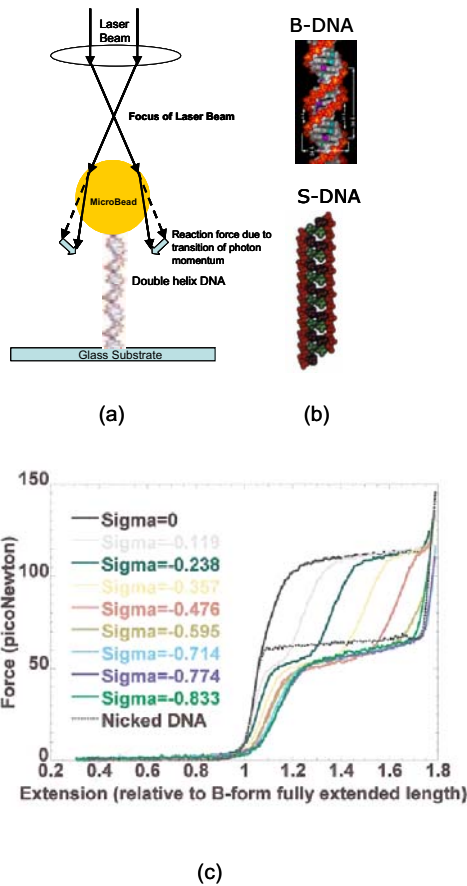 Laser
Beam
Focus of Laser Beam
MicroBead
Reaction force due to
transition of photon
momentum
Double helix DNA
Glass Substrate
(a)
B-DNA
S-DNA
(b)
150
100
50
0
Force (picoNewton)
Sigma=0
Sigma=-0.119
Sigma=-0.238
Sigma=-0.357
Sigma=-0.476
Sigma=-0.595
Sigma=-0.714
Sigma=-0.774
Sigma=-0.833
Nicked DNA
0.2 0.4 0.6 0.8 1 1.2 1.4 1.6 1.8
Extension (relative to B-form fully extended length)
(c)